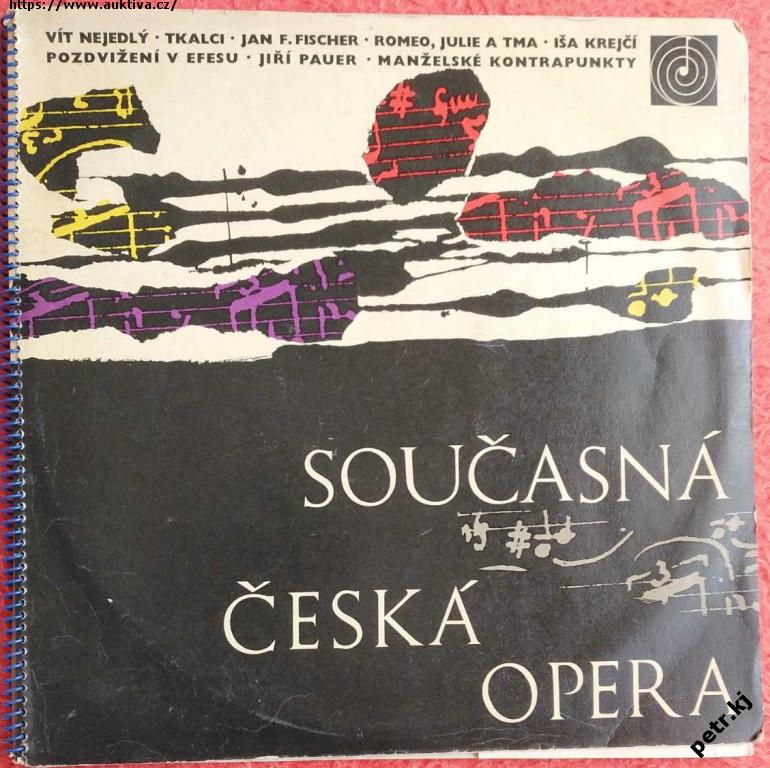 https://www.auktiva.cz/
VÍT NEJEDLÝ · TKALCI · JAN F. FISCHER · ROMEO, JULIE A TMA · IŠA KREJČÍ
POZDVIŽENÍ V EFESU · JIŘÍ PAUER · MANŽELSKÉ KONTRAPUNKTY
SOUČASNÁ
ČESKÁ
OPERA
petr.kj